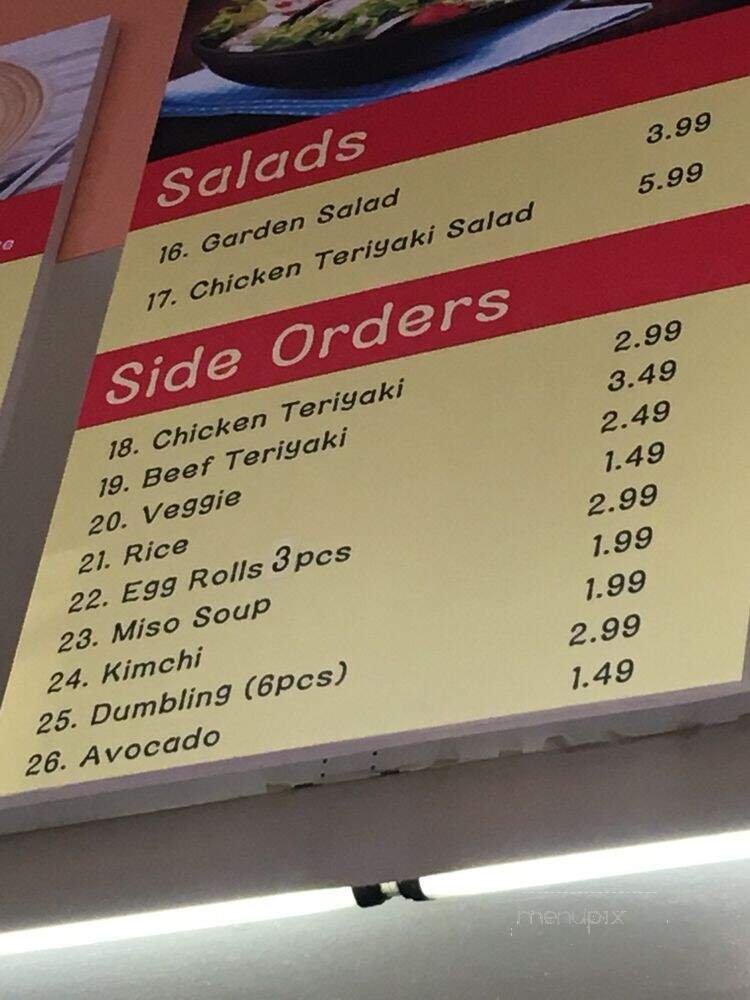 Salads
16. Garden Salad 3.99
17. Chicken Teriyaki Salad 5.99
Side Orders
18. Chicken Teriyaki 2.99
19. Beef Teriyaki 3.49
20. Veggie 2.49
21. Rice 1.49
22. Egg Rolls 3pcs 2.99
23. Miso Soup 1.99
24. Kimchi 1.99
25. Dumbling (6pcs) 2.99
26. Avocado 1.49
menupix